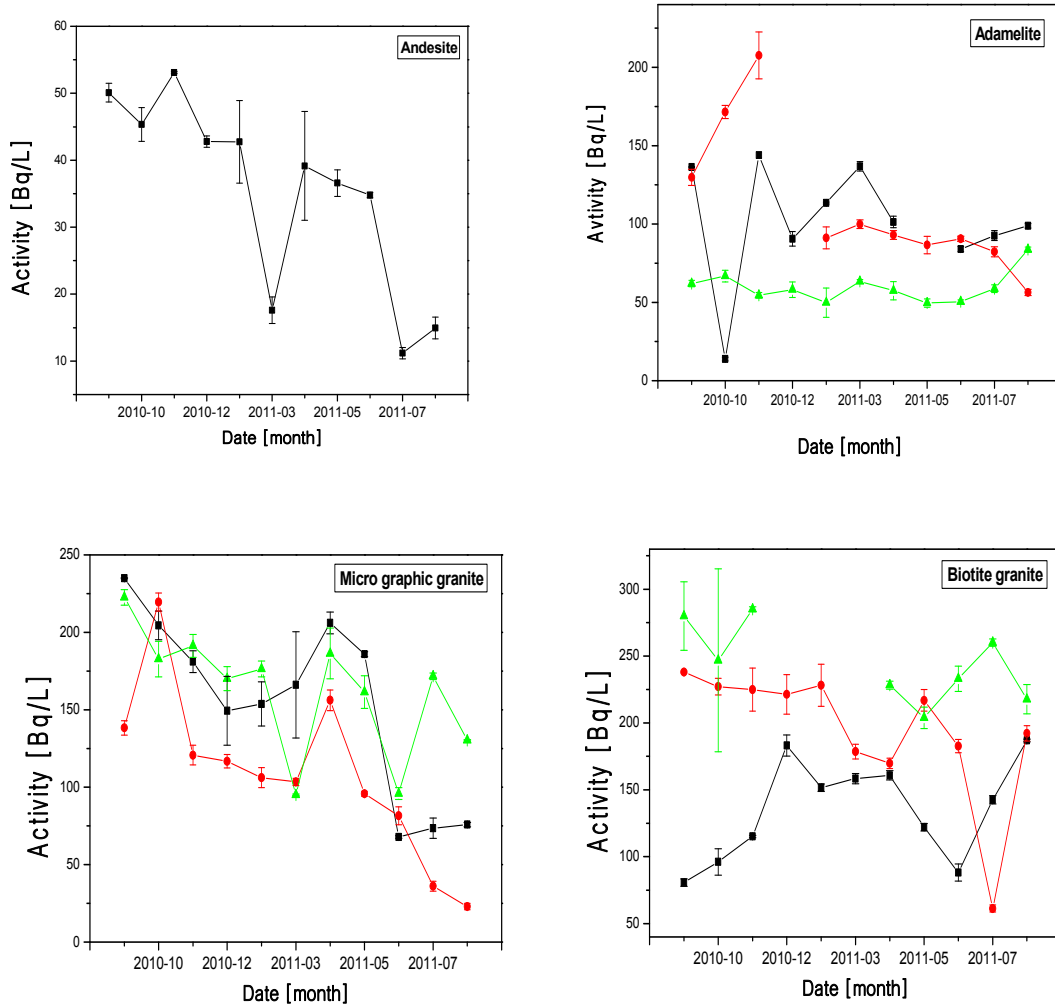 Andesite
Activity [Bq/L]
60
50
40
30
20
10
2010-10 2010-12 2011-03 2011-05 2011-07
Date [month]
Adamelite
Avtivity [Bq/L]
200
150
100
50
0
2010-10 2010-12 2011-03 2011-05 2011-07
Date [month]
Micro graphic granite
Activity [Bq/L]
250
200
150
100
50
0
2010-10 2010-12 2011-03 2011-05 2011-07
Date [month]
Biotite granite
Activity [Bq/L]
300
250
200
150
100
50
2010-10 2010-12 2011-03 2011-05 2011-07
Date [month]